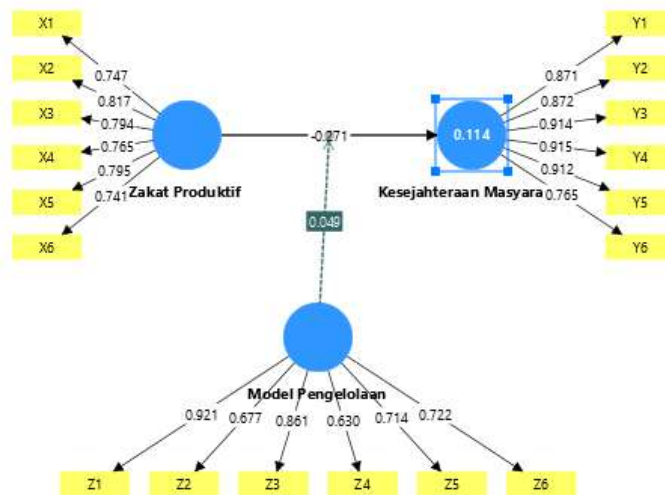 X1
X2
X3
X4
X5
X6
0.747
0.817
0.794
0.765
0.795
0.741
Zakat Produktif
-0.271
0.114
Kesejahteraan Masyara
0.871
0.872
0.914
0.915
0.912
0.765
Y1
Y2
Y3
Y4
Y5
Y6
0.049
Model Pengelolaan
0.921
0.677
0.861
0.630
0.714
0.722
Z1
Z2
Z3
Z4
Z5
Z6